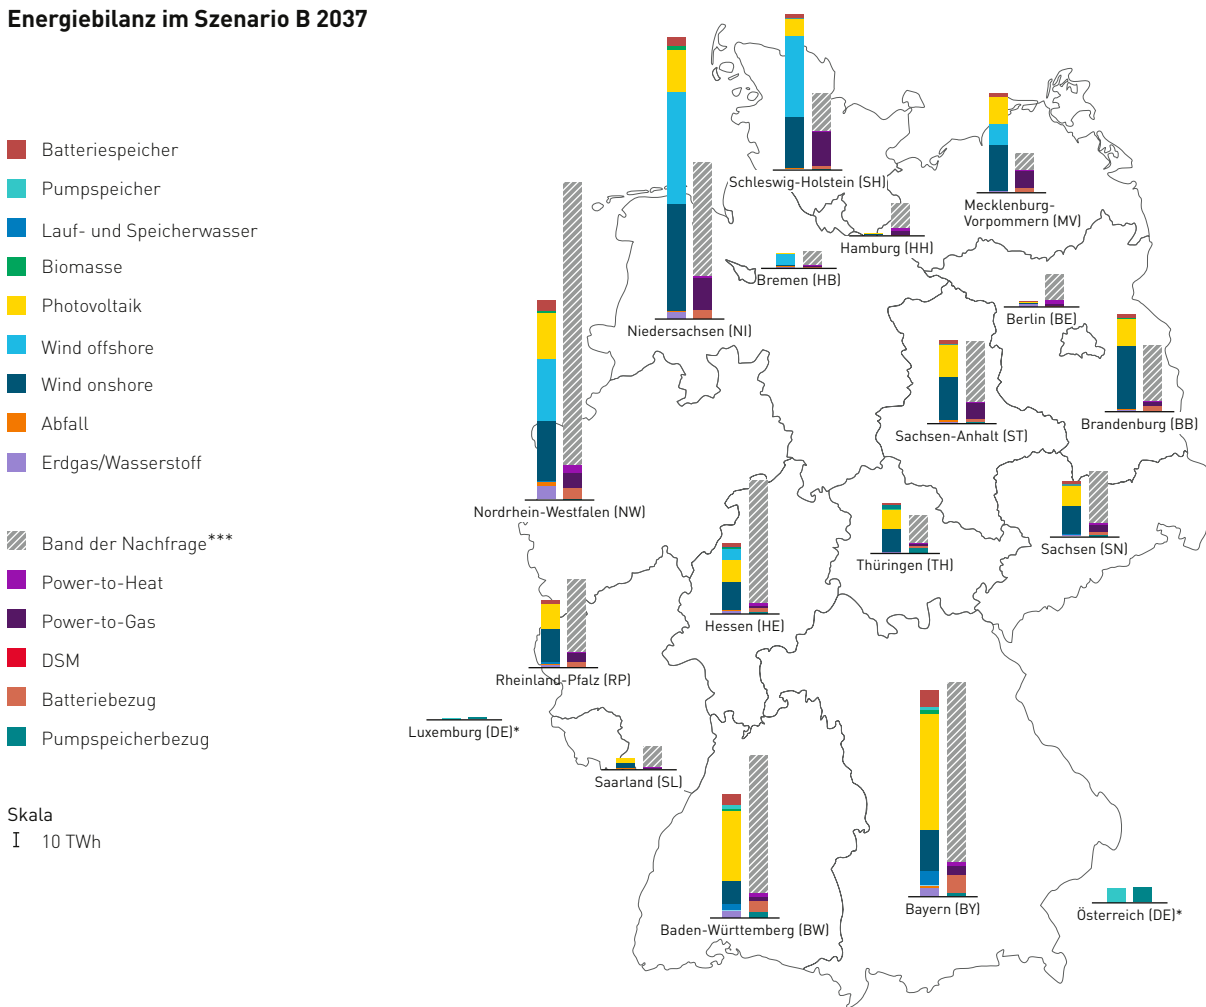 Energiebilanz im Szenario B 2037
Batteriespeicher
Pumpspeicher
Lauf- und Speicherwasser
Biomasse
Photovoltaik
Wind offshore
Wind onshore
Abfall
Erdgas/Wasserstoff
Band der Nachfrage***
Power-to-Heat
Power-to-Gas
DSM
Batteriebezug
Pumpspeicherbezug
Skala
10 TWh
Schleswig-Holstein (SH)
Mecklenburg-
Vorpommern (MV)
Hamburg (HH)
Bremen (HB)
Niedersachsen (NI)
Berlin (BE)
Brandenburg (BB)
Sachsen-Anhalt (ST)
Nordrhein-Westfalen (NW)
Sachsen (SN)
Thüringen (TH)
Hessen (HE)
Rheinland-Pfalz (RP)
Luxemburg (DE)*
Saarland (SL)
Bayern (BY)
Österreich (DE)*
Baden-Württemberg (BW)